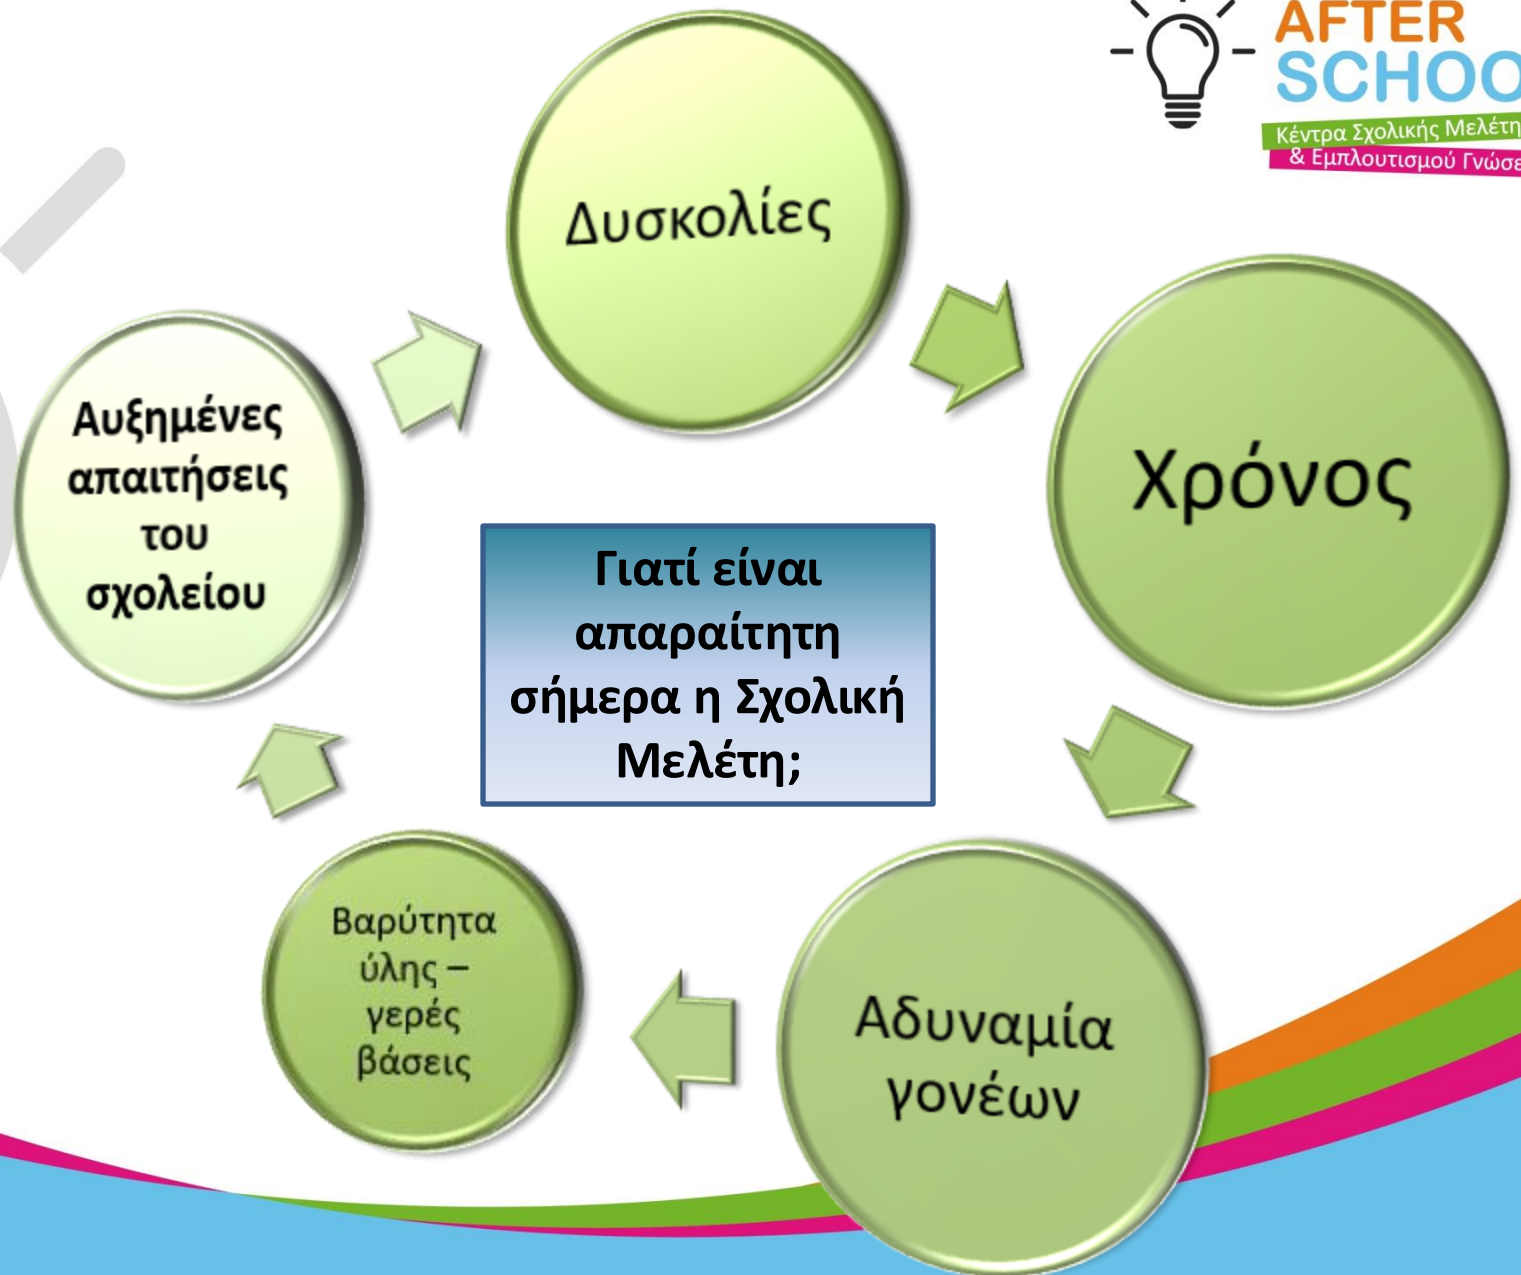 AFTER
SCHOO
Κέντρα Σχολικής Μελέτη
& Εμπλουτισμού Γνώσε
Δυσκολίες
Χρόνος
Αυξημένες
απαιτήσεις
του
σχολείου
Γιατί είναι
απαραίτητη
σήμερα η Σχολική
Μελέτη;
Βαρύτητα
ύλης –
γερές
βάσεις
Αδυναμία
γονέων